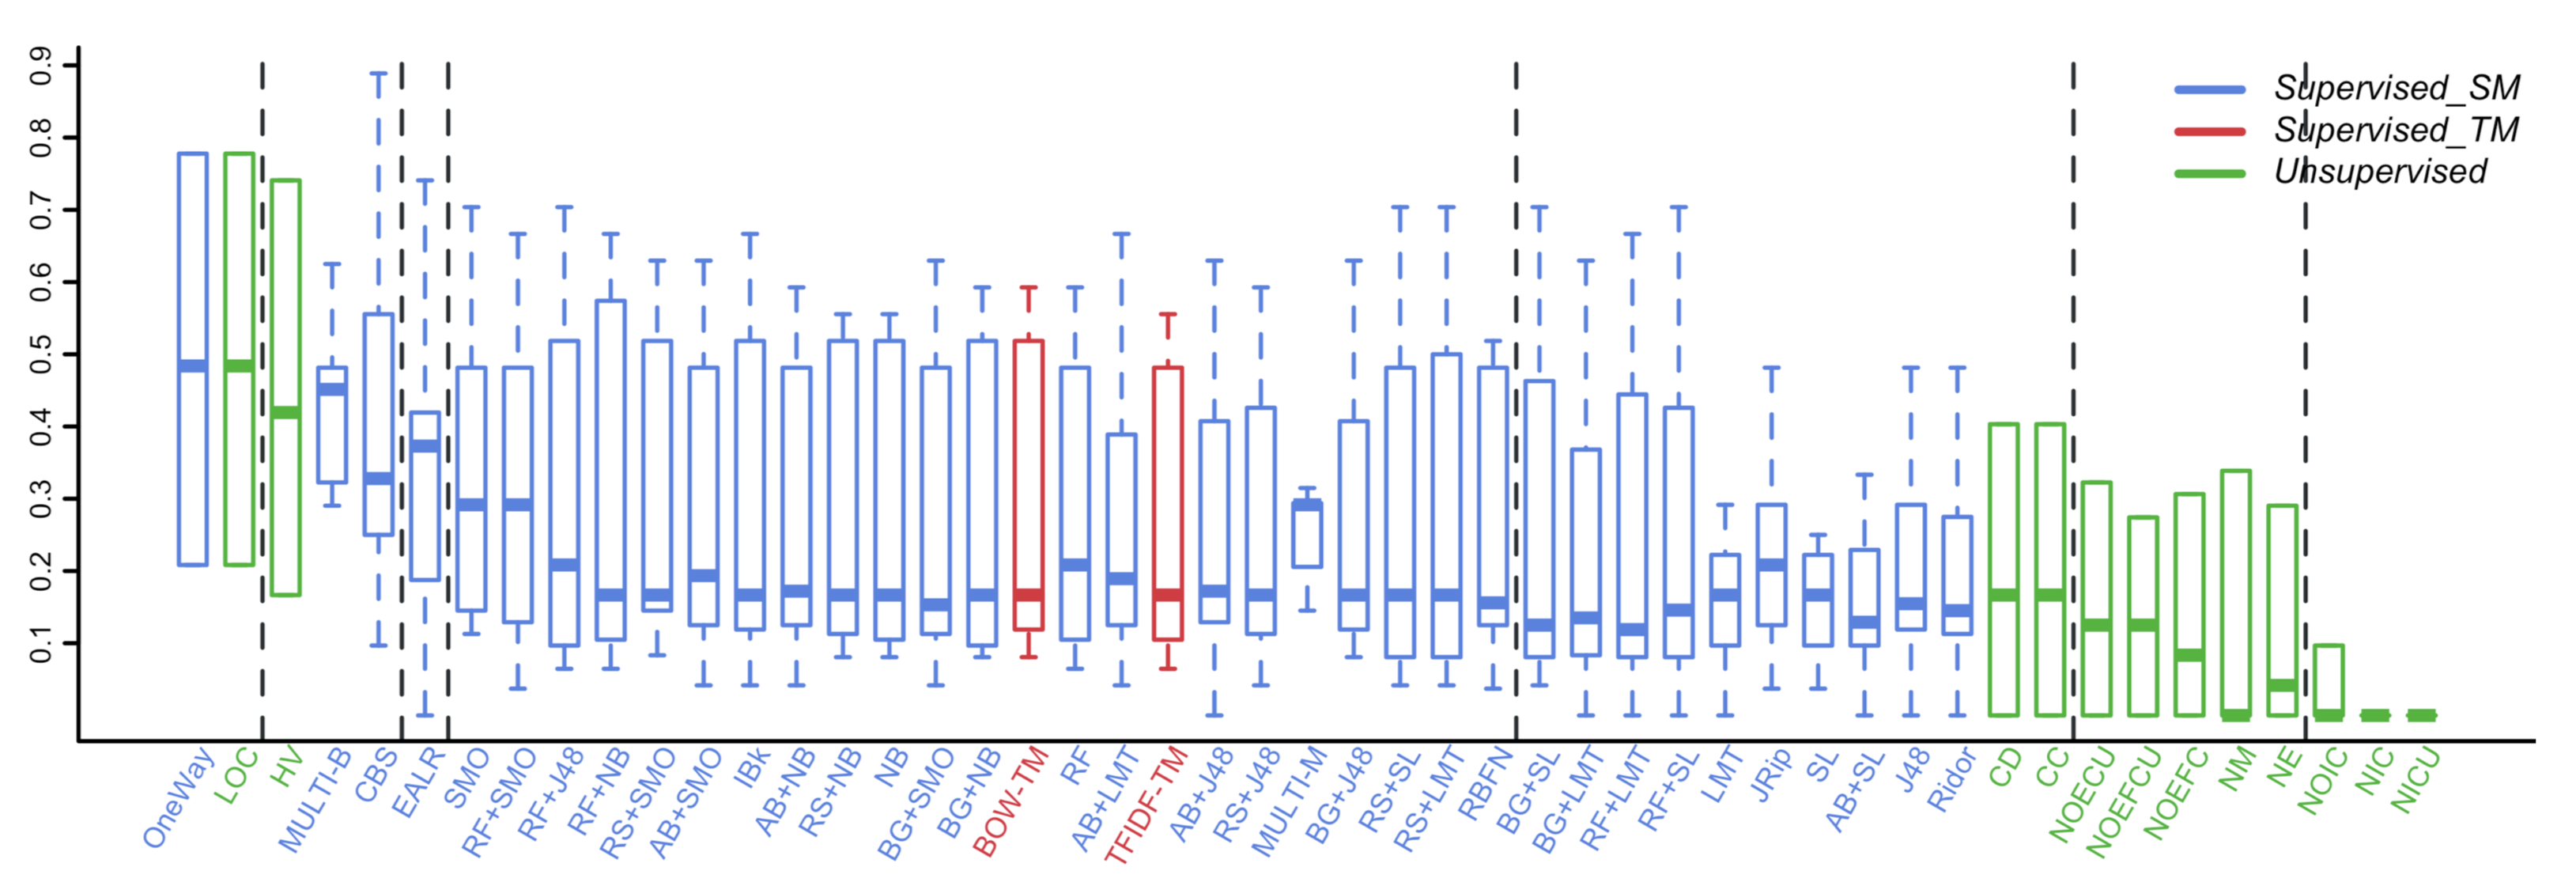 0.9
0.8
0.7
0.6
0.5
0.4
0.3
0.2
0.1
Supervised_SM
Supervised_TM
Unsupervised
OneWay
LOC
HV
MULTI-B
CBS
EALR
SMO
RF+SMO
RF+J48
RF+NB
RS+SMO
AB+SMO
IBk
AB+NB
RS+NB
NB
BG+SMO
BG+NB
BOW-TM
RF
AB+LMT
TFIDF-TM
AB+J48
RS+J48
MULTI-M
BG+J48
RS+SL
RS+LMT
RBFN
BG+SL
BG+LMT
RF+LMT
RF+SL
LMT
JRip
SL
AB+SL
J48
Ridor
CD
CC
NOECU
NOEFCU
NOEFC
NM
NE
NOIC
NIC
NICU